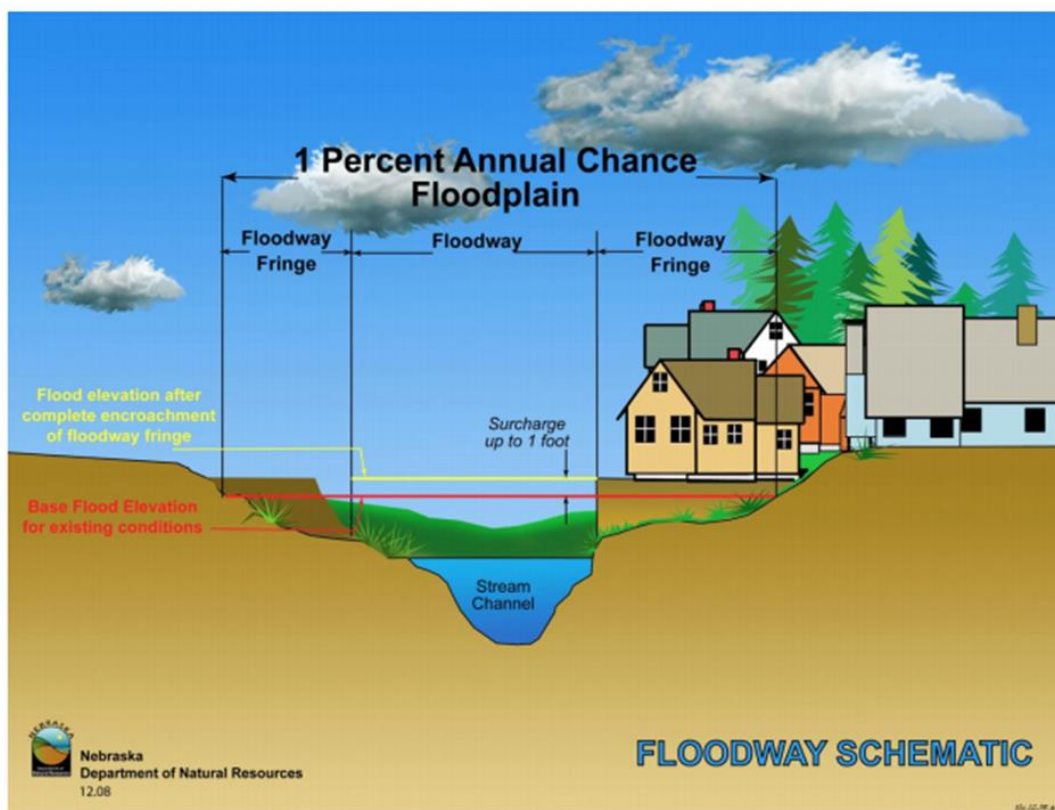 1 Percent Annual Chance
Floodplain
Floodway
Fringe
Floodway
Floodway
Fringe
Flood elevation after
complete encroachment
of floodway fringe
Surcharge
up to 1 foot
Base Flood Elevation
for existing conditions
Stream
Channel
NEBRASKA
Nebraska
Department of Natural Resources
12.08
FLOODWAY SCHEMATIC